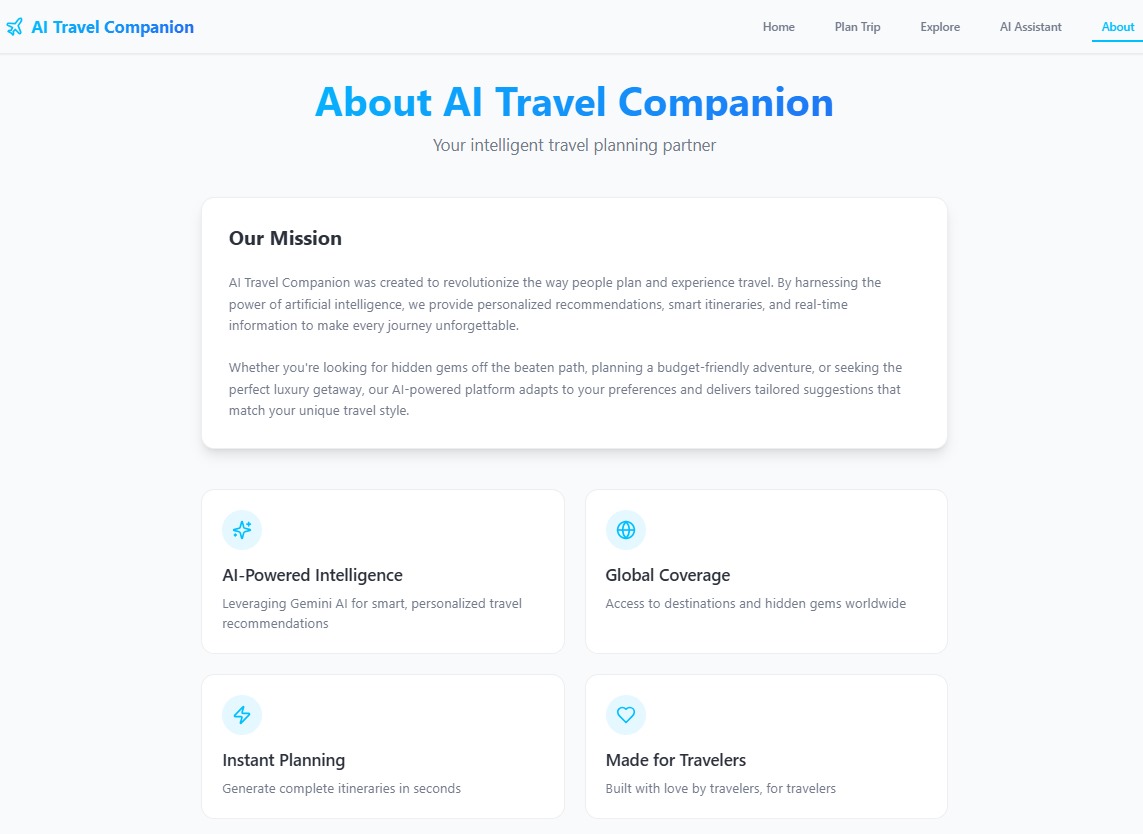 AI Travel Companion
Home
Plan Trip
Explore
AI Assistant
About
About AI Travel Companion
Your intelligent travel planning partner
Our Mission
AI Travel Companion was created to revolutionize the way people plan and experience travel. By harnessing the
power of artificial intelligence, we provide personalized recommendations, smart itineraries, and real-time
information to make every journey unforgettable.
Whether you're looking for hidden gems off the beaten path, planning a budget-friendly adventure, or seeking the
perfect luxury getaway, our AI-powered platform adapts to your preferences and delivers tailored suggestions that
match your unique travel style.
AI-Powered Intelligence
Leveraging Gemini AI for smart, personalized travel
recommendations
Global Coverage
Access to destinations and hidden gems worldwide
Instant Planning
Generate complete itineraries in seconds
Made for Travelers
Built with love by travelers, for travelers